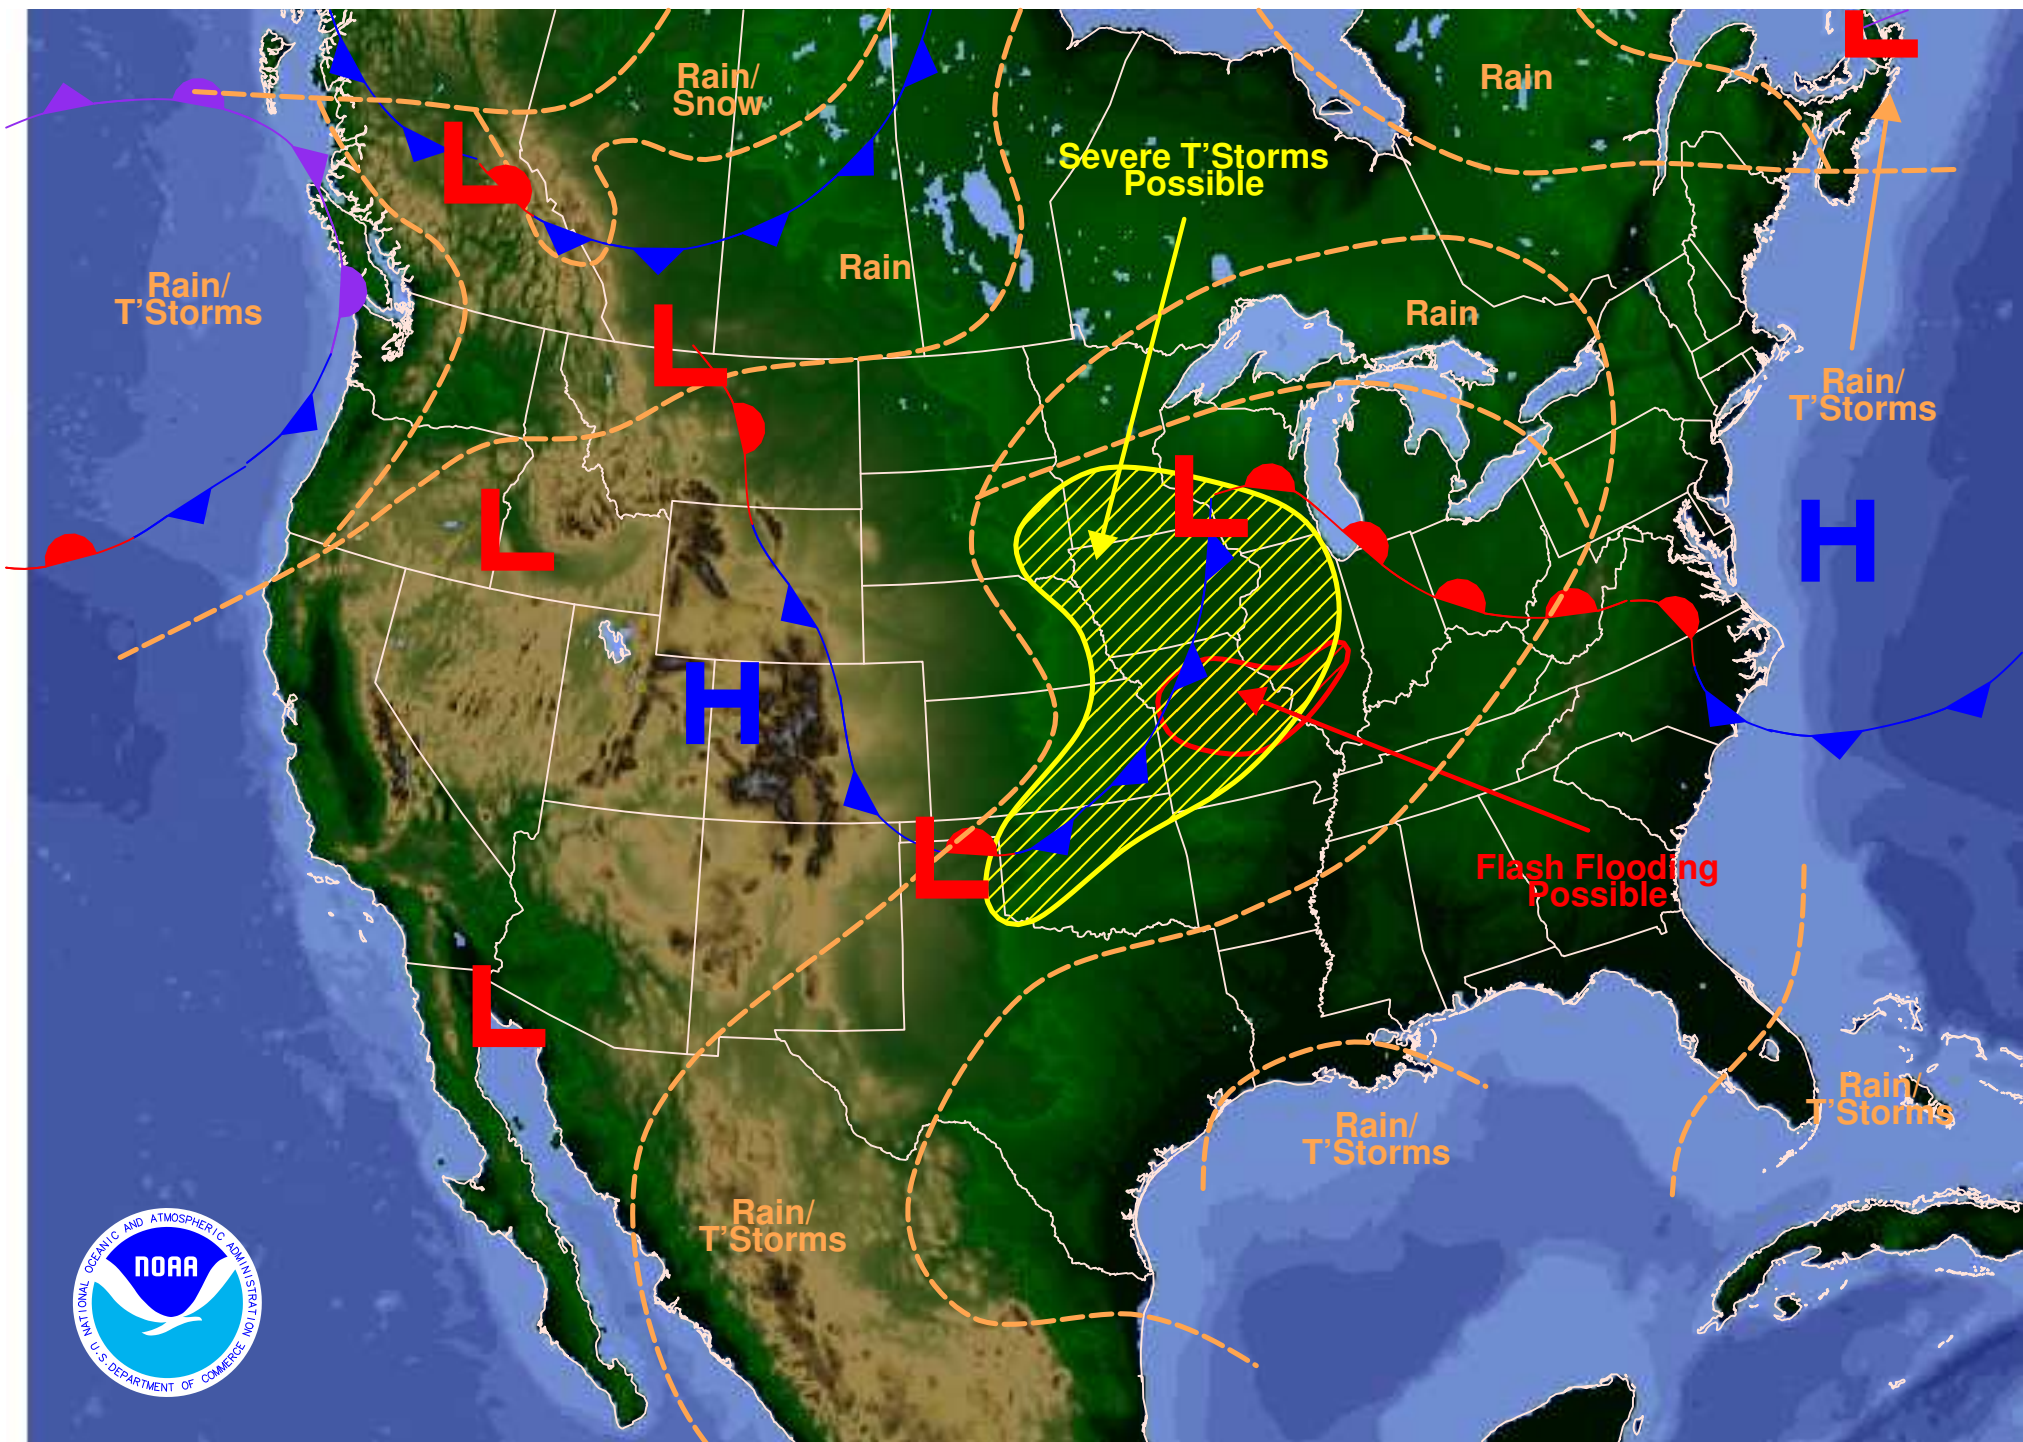 Rain/
Snow
Rain
L
Severe T'Storms
Possible
L
Rain/
T'Storms
Rain
Rain
L
Rain/
T'Storms
L
L
H
H
L
Flash Flooding
Possible
L
Rain/
T'Storms
Rain/
T'Storms
Rain/
T'Storms
NOAA
NATIONAL OCEANIC AND ATMOSPHERIC ADMINISTRATION
U.S. DEPARTMENT OF COMMERCE